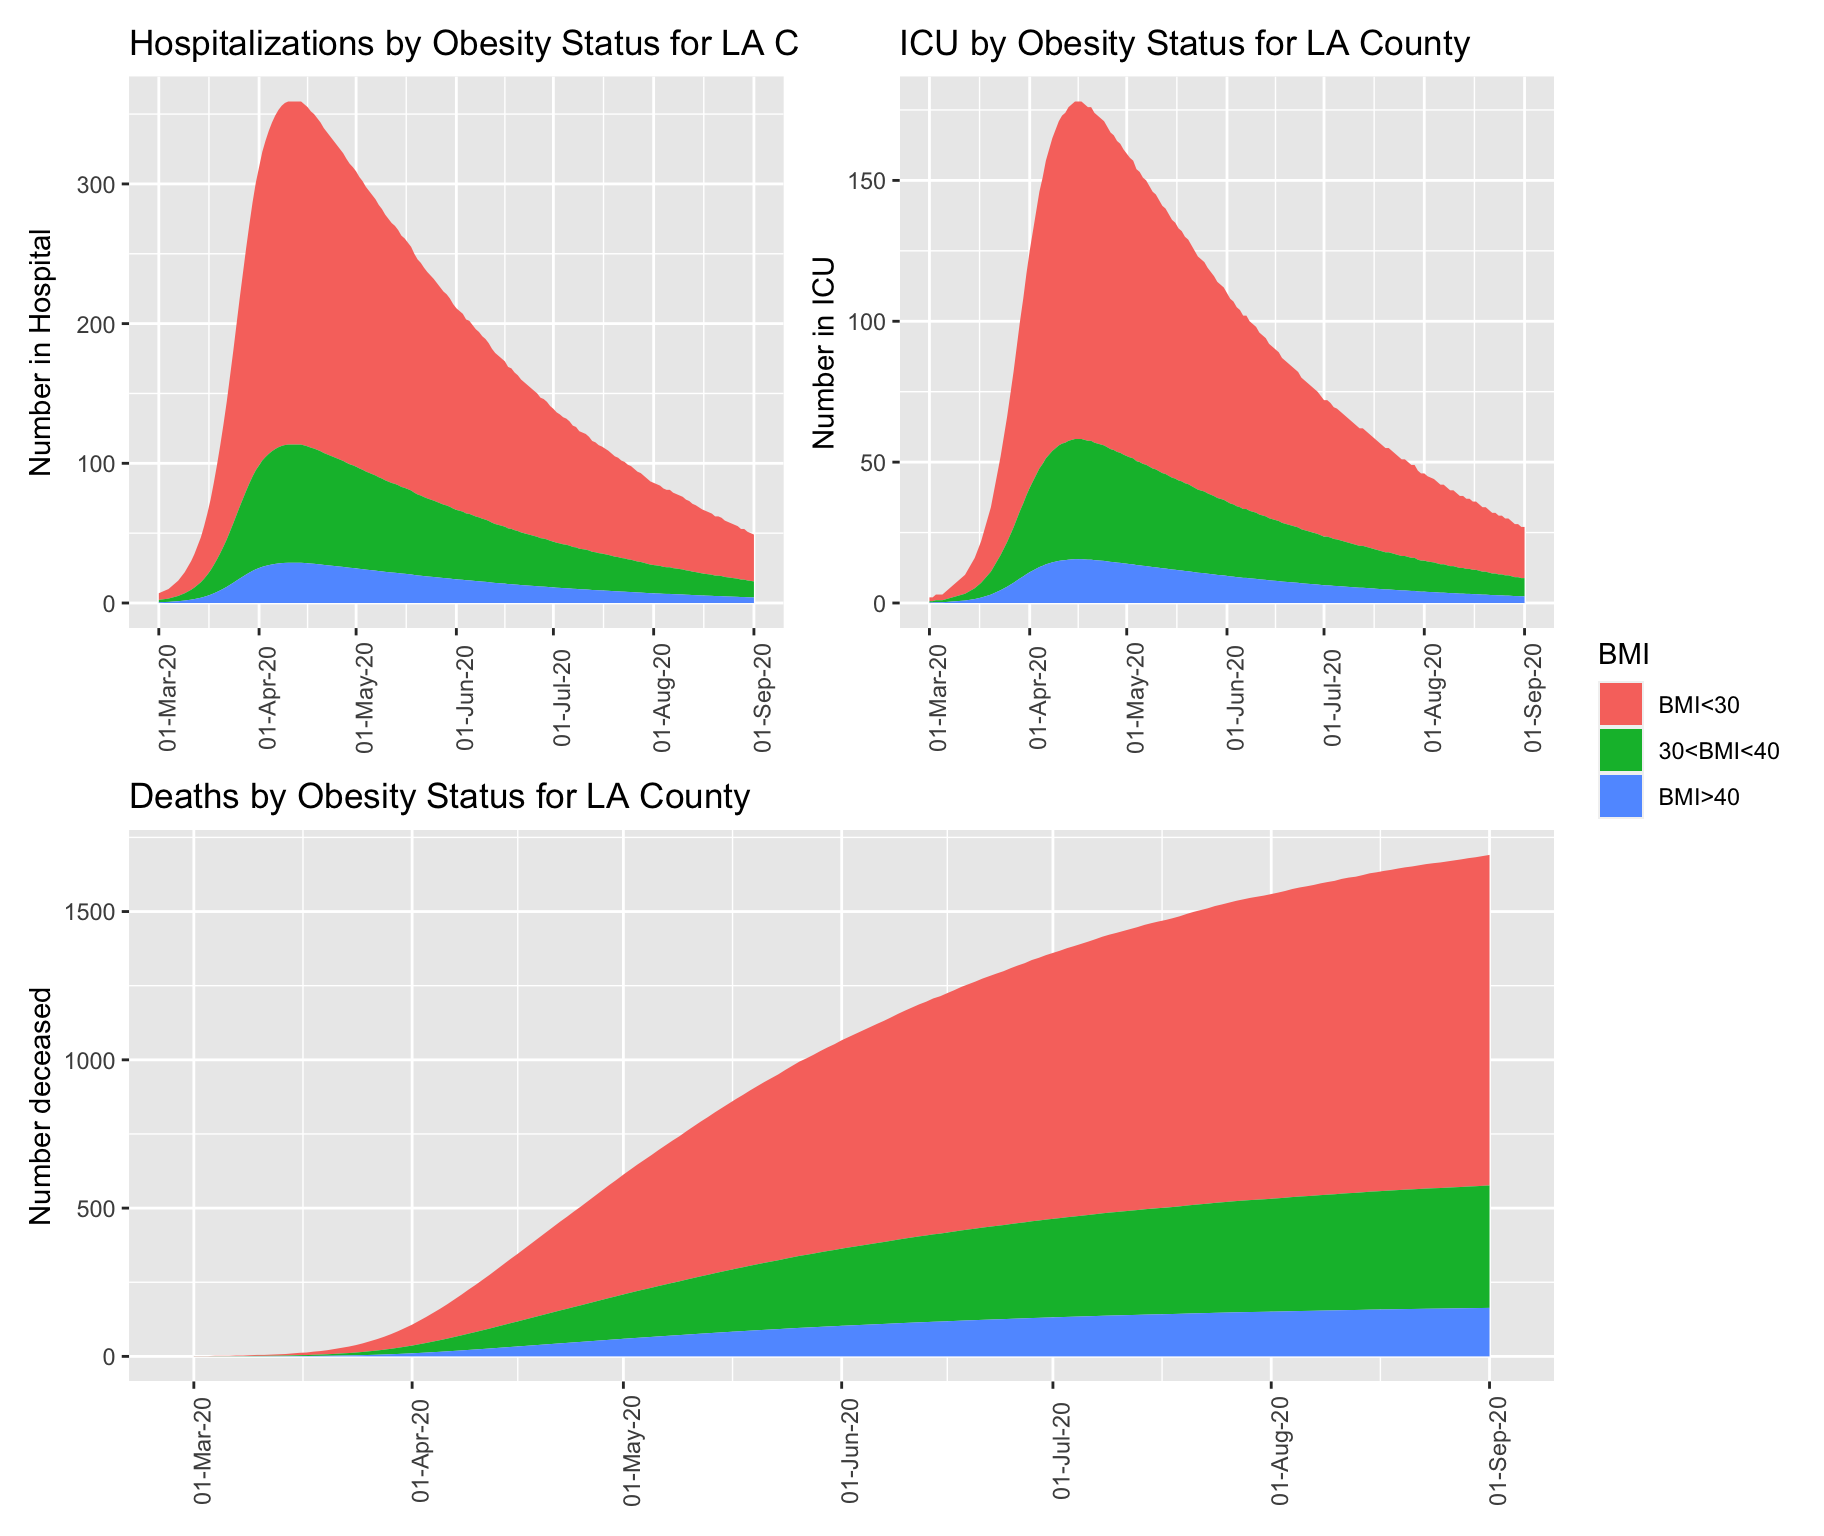 Hospitalizations by Obesity Status for LA C
Number in Hospital
300
200
100
0
01-Mar-20
01-Apr-20
01-May-20
01-Jun-20
01-Jul-20
01-Aug-20
01-Sep-20
ICU by Obesity Status for LA County
Number in ICU
150
100
50
0
01-Mar-20
01-Apr-20
01-May-20
01-Jun-20
01-Jul-20
01-Aug-20
01-Sep-20
BMI
BMI<30
30<BMI<40
BMI>40
Deaths by Obesity Status for LA County
Number deceased
1500
1000
500
0
01-Mar-20
01-Apr-20
01-May-20
01-Jun-20
01-Jul-20
01-Aug-20
01-Sep-20